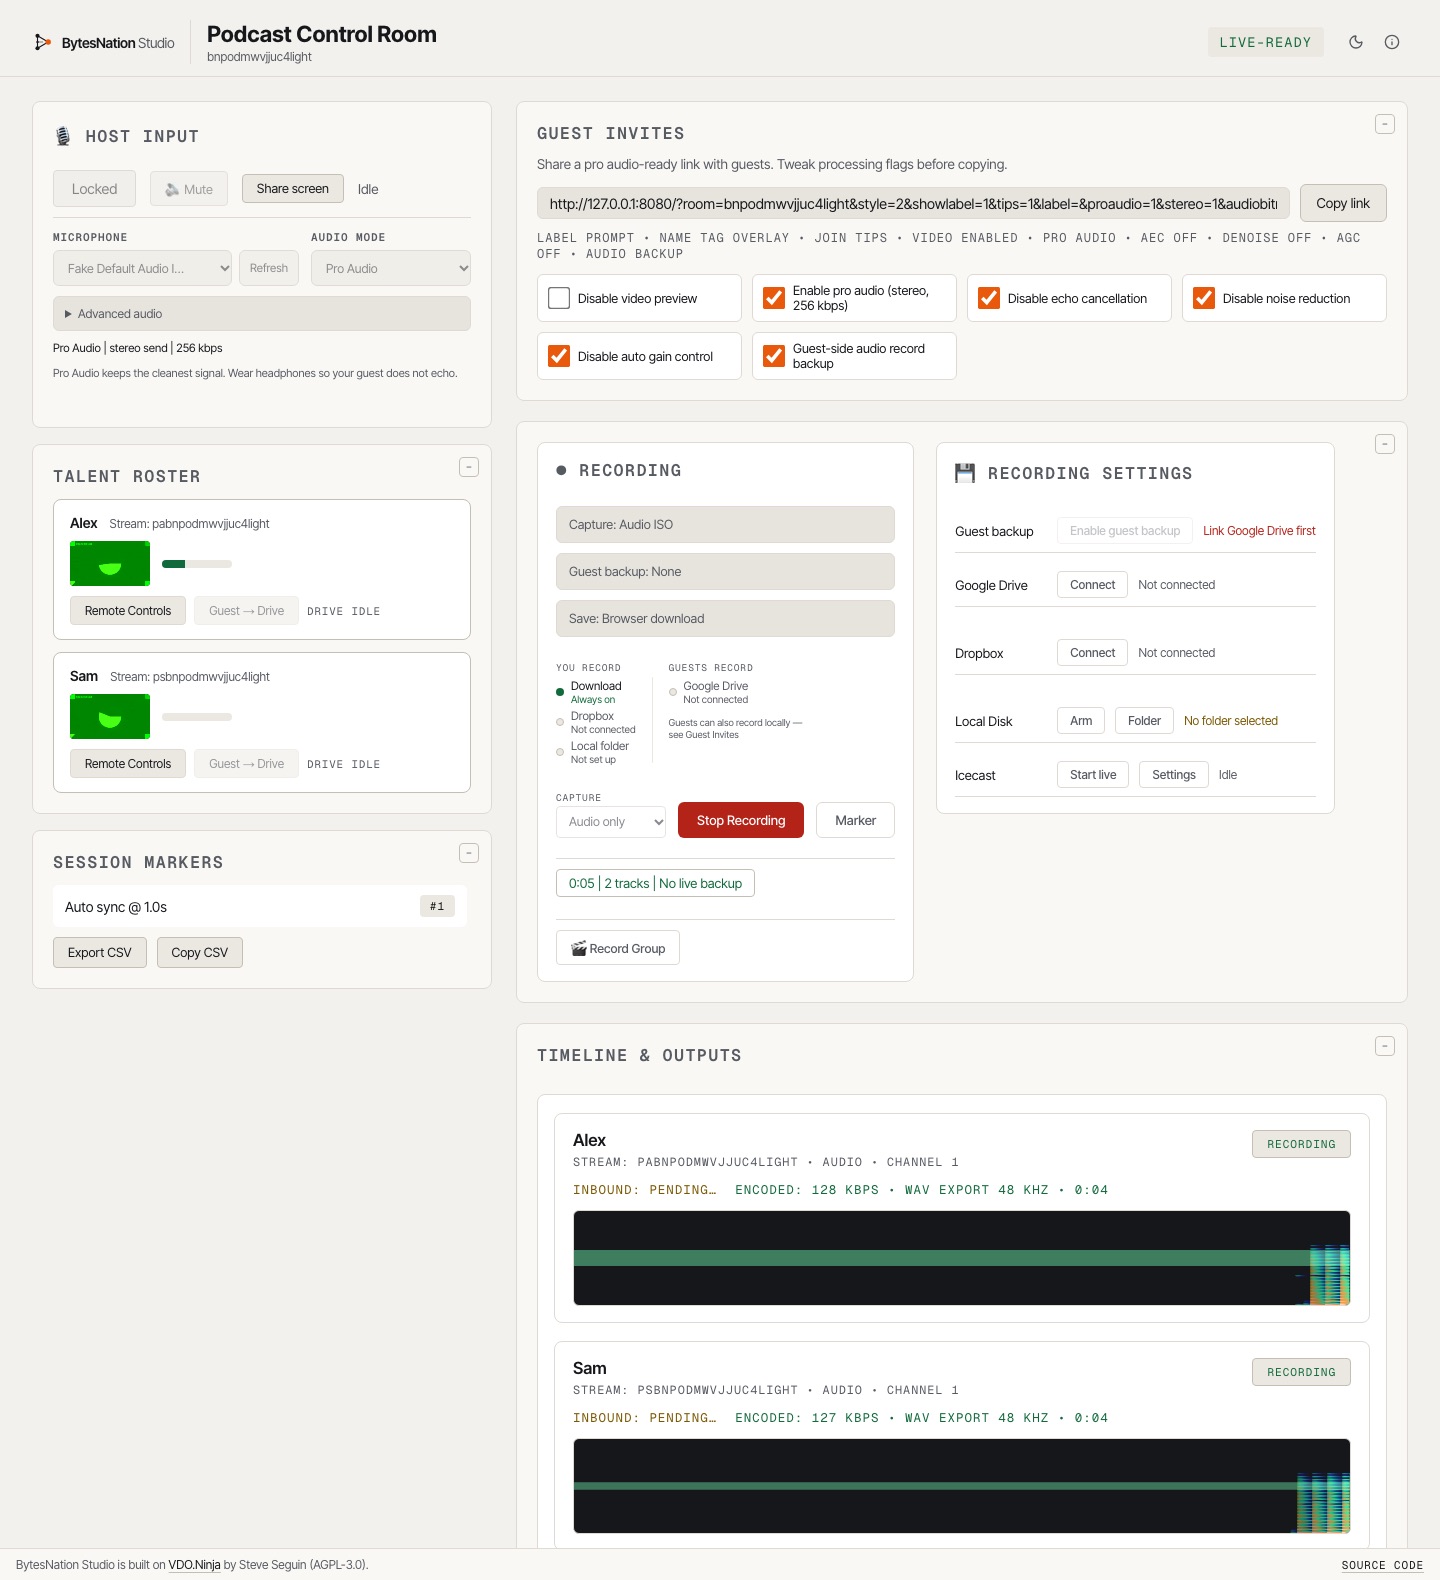 BytesNation Studio
Podcast Control Room
bnpodmwvjjuc4light
LIVE-READY
HOST INPUT
Locked
Mute
Share screen
Idle
MICROPHONE
AUDIO MODE
Fake Default Audio I...
Refresh
Pro Audio
Advanced audio
Pro Audio | stereo send | 256 kbps
Pro Audio keeps the cleanest signal. Wear headphones so your guest does not echo.
TALENT ROSTER
Alex Stream: pabnpodmwvjjuc4light
Remote Controls
Guest → Drive
DRIVE IDLE
Sam Stream: psbnpodmwvjjuc4light
Remote Controls
Guest → Drive
DRIVE IDLE
SESSION MARKERS
Auto sync @ 1.0s
#1
Export CSV
Copy CSV
GUEST INVITES
Share a pro audio-ready link with guests. Tweak processing flags before copying.
http://127.0.0.1:8080/?room=bnpodmwvjjuc4light&style=2&showlabel=1&tips=1&label=&proaudio=1&stereo=1&audiobit
Copy link
LABEL PROMPT • NAME TAG OVERLAY • JOIN TIPS • VIDEO ENABLED • PRO AUDIO • AEC OFF • DENOISE OFF • AGC
OFF • AUDIO BACKUP
Disable video preview
Enable pro audio (stereo,
256 kbps)
Disable echo cancellation
Disable noise reduction
Disable auto gain control
Guest-side audio record
backup
RECORDING
Capture: Audio ISO
Guest backup: None
Save: Browser download
YOU RECORD
Download
Always on
Dropbox
Not connected
Local folder
Not set up
GUESTS RECORD
Google Drive
Not connected
Guests can also record locally —
see Guest Invites
CAPTURE
Audio only
Stop Recording
Marker
0:05 | 2 tracks | No live backup
Record Group
RECORDING SETTINGS
Guest backup
Enable guest backup
Link Google Drive first
Google Drive
Connect
Not connected
Dropbox
Connect
Not connected
Local Disk
Arm
Folder
No folder selected
Icecast
Start live
Settings
Idle
TIMELINE & OUTPUTS
Alex
RECORDING
STREAM: PABNPODMWVJJUC4LIGHT • AUDIO • CHANNEL 1
INBOUND: PENDING… ENCODED: 128 KBPS • WAV EXPORT 48 KHZ • 0:04
Sam
RECORDING
STREAM: PSBNPODMWVJJUC4LIGHT • AUDIO • CHANNEL 1
INBOUND: PENDING… ENCODED: 127 KBPS • WAV EXPORT 48 KHZ • 0:04
BytesNation Studio is built on VDO.Ninja by Steve Seguin (AGPL-3.0).
SOURCE CODE